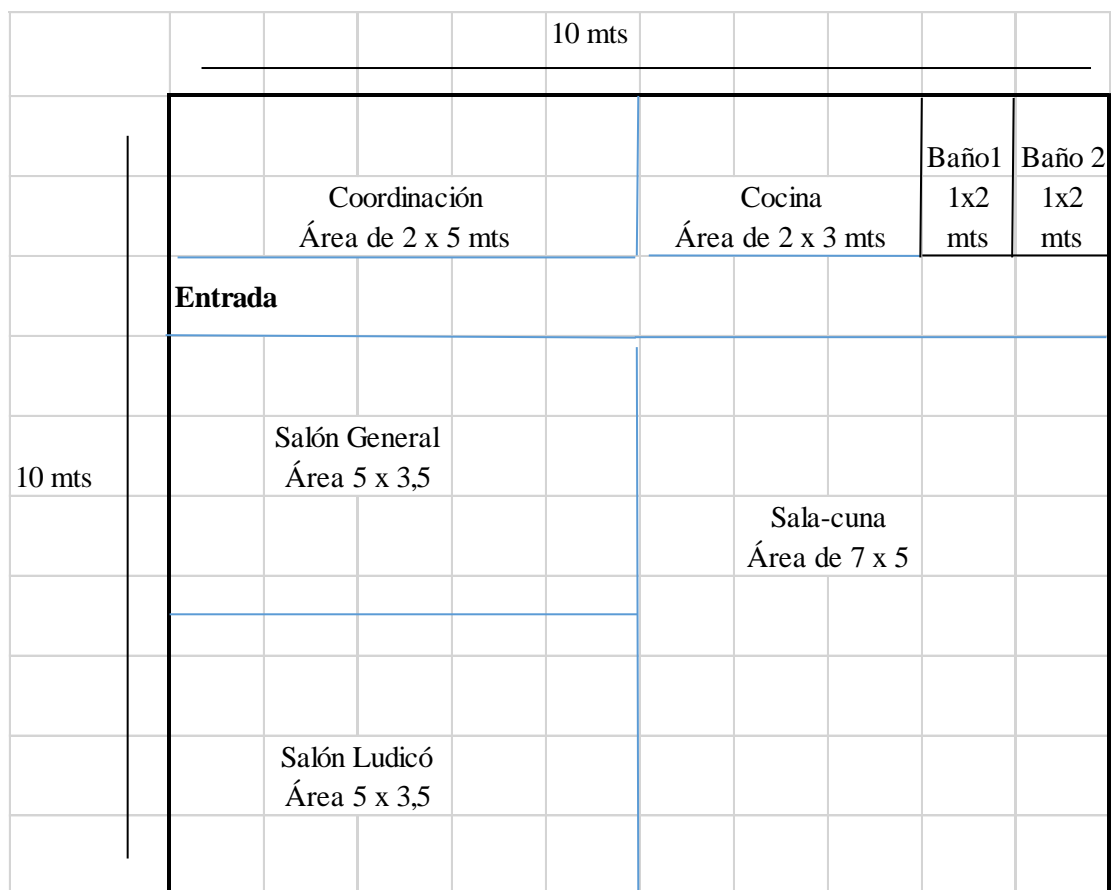 10 mts
Coordinación
Área de 2 x 5 mts
Cocina
Área de 2 x 3 mts
Baño1
1x2
mts
Baño 2
1x2
mts
Entrada
10 mts
Salón General
Área 5 x 3,5
Sala-cuna
Área de 7 x 5
Salón Ludicó
Área 5 x 3,5